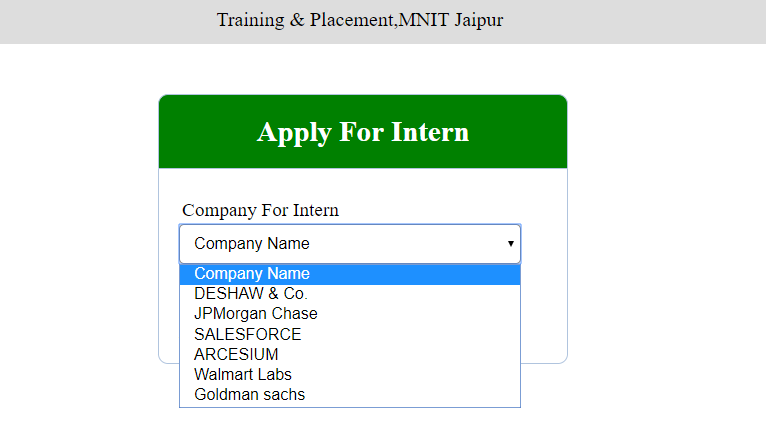 Training & Placement,MNIT Jaipur
Apply For Intern
Company For Intern
Company Name
Company Name
DESHAW & Co.
JPMorgan Chase
SALESFORCE
ARCESIUM
Walmart Labs
Goldman sachs